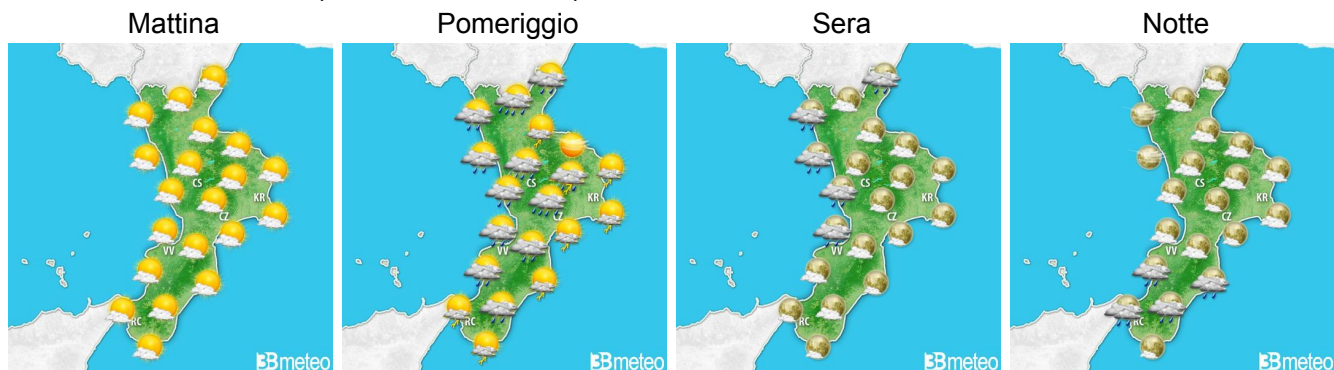 Mattina
Pomeriggio
Sera
Notte
CS
KR
CZ
VV
RC
3Bmeteo
CS
KR
CZ
VV
RC
3Bmeteo
CS
KR
CZ
VV
RC
3Bmeteo
CS
KR
CZ
VV
RC
3Bmeteo